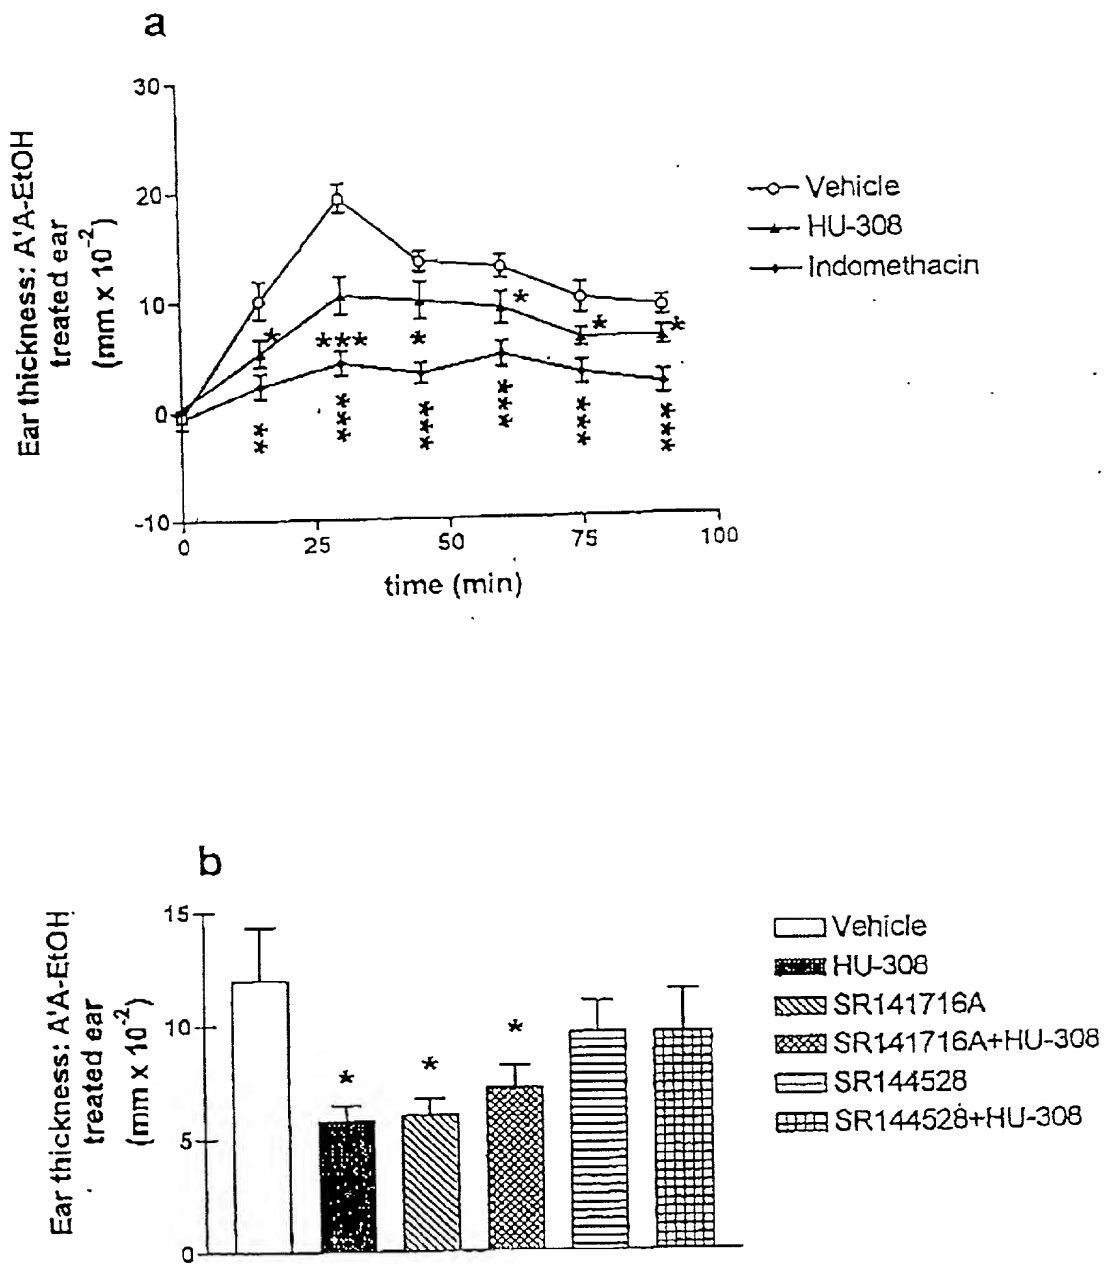 a
Ear thickness: A'A-EtOH
treated ear
(mm x 10⁻²)
30
20
10
0
-10
0
25
50
75
100
time (min)
Vehicle
HU-308
Indomethacin
*
***
*
*
*
*
**
***
***
***
***
***
b
Ear thickness: A'A-EtOH
treated ear
(mm x 10⁻²)
15
10
5
0
*
*
*
Vehicle
HU-308
SR141716A
SR141716A+HU-308
SR144528
SR144528+HU-308